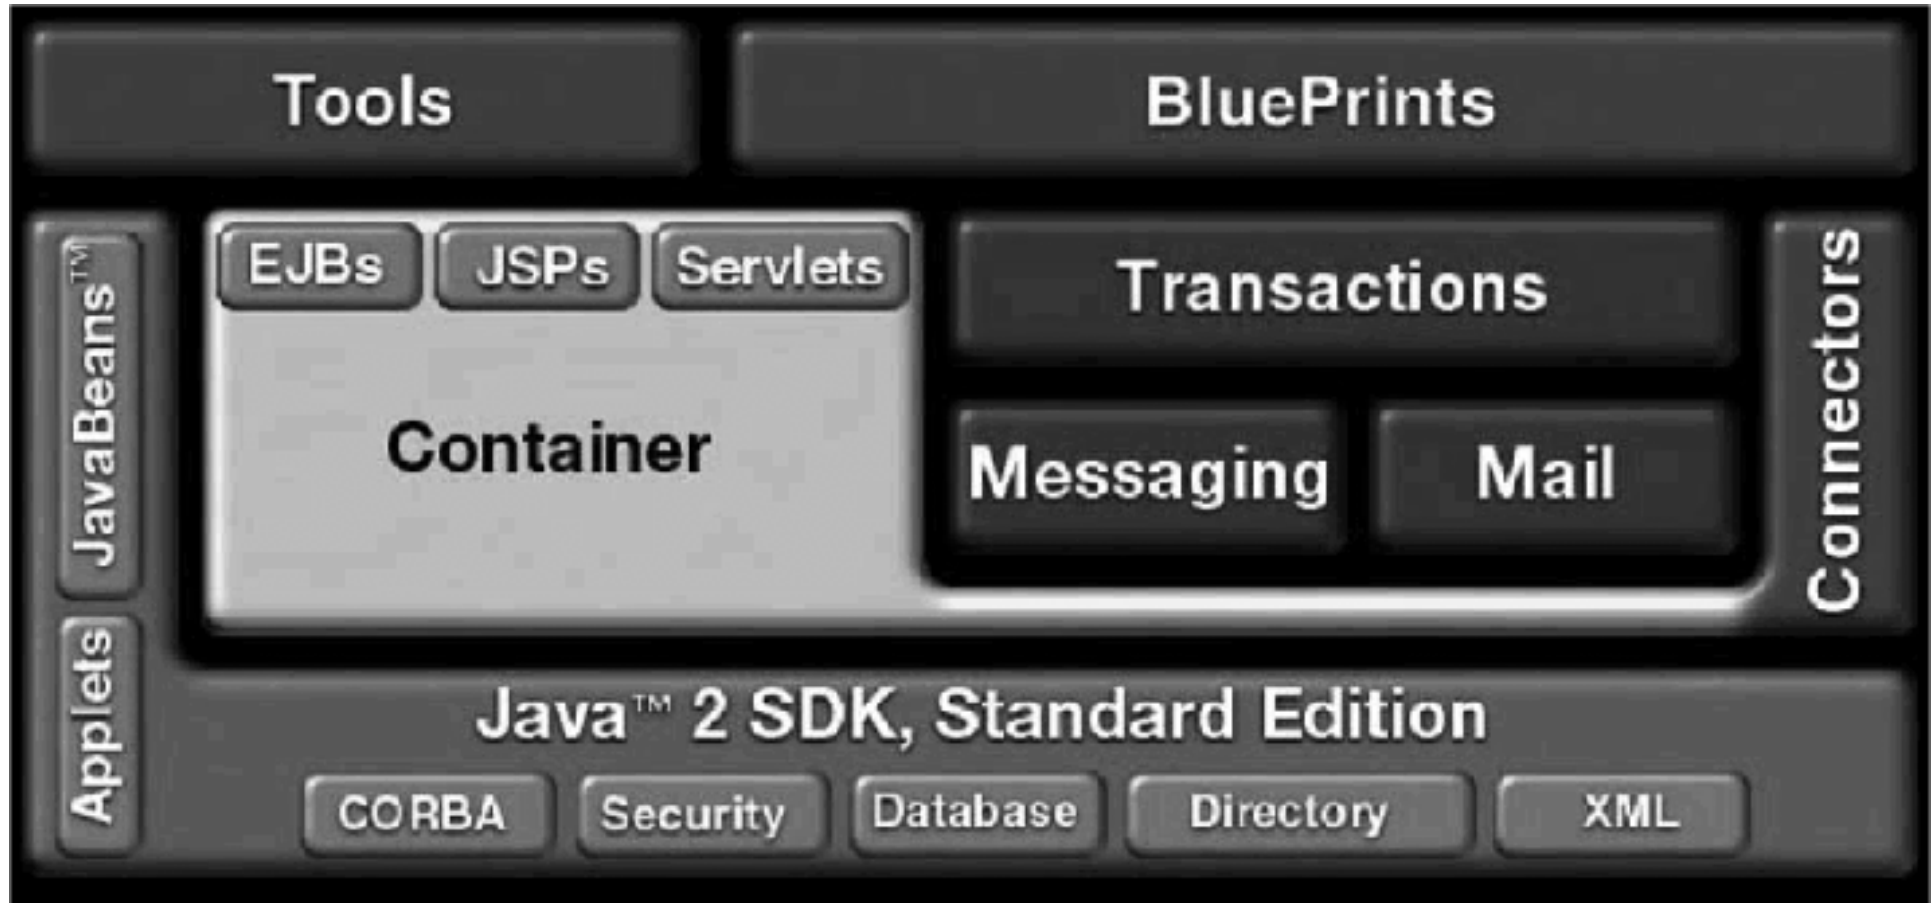 Tools
BluePrints
JavaBeans™
Applets
EJBs
JSPs
Servlets
Container
Transactions
Messaging
Mail
Connectors
Java™ 2 SDK, Standard Edition
CORBA
Security
Database
Directory
XML